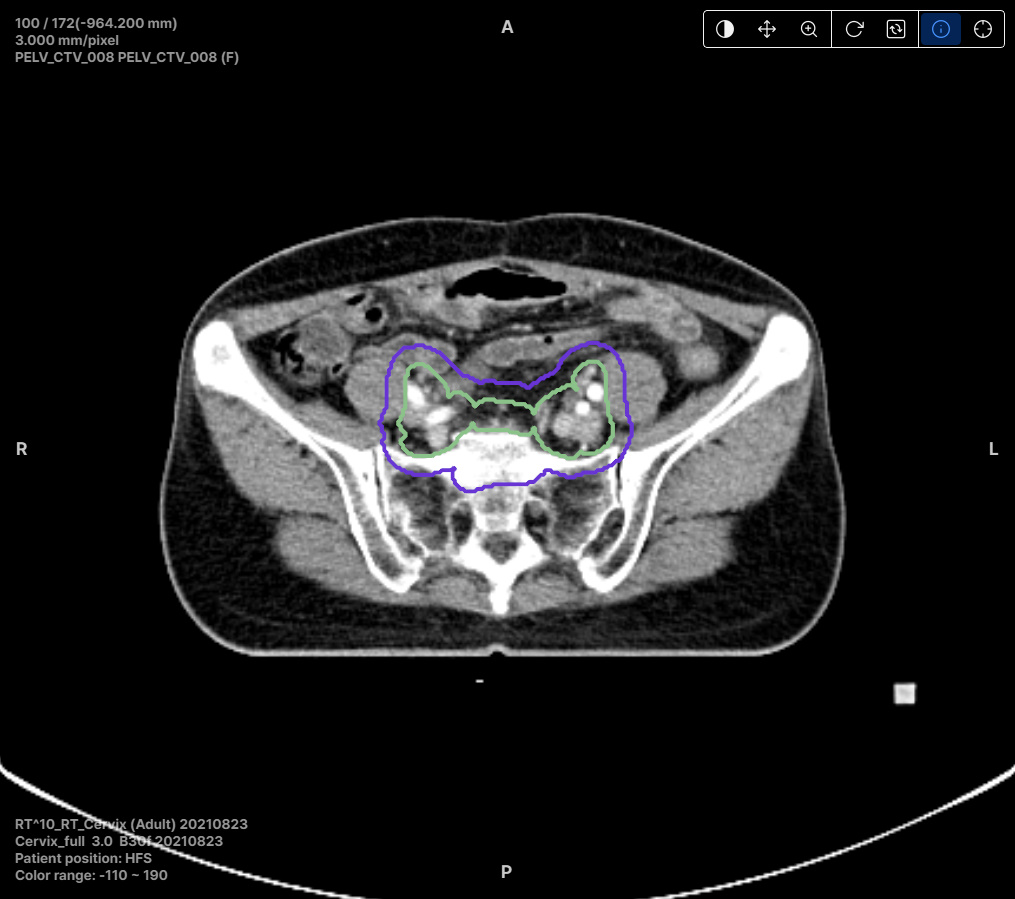 100 / 172(-964.200 mm)
3.000 mm/pixel
PELV_CTV_008 PELV_CTV_008 (F)
A
R
L
RT^10_RT_Cervix (Adult) 20210823
Cervix_full 3.0 B30f 20210823
Patient position: HFS
Color range: -110 ~ 190
P